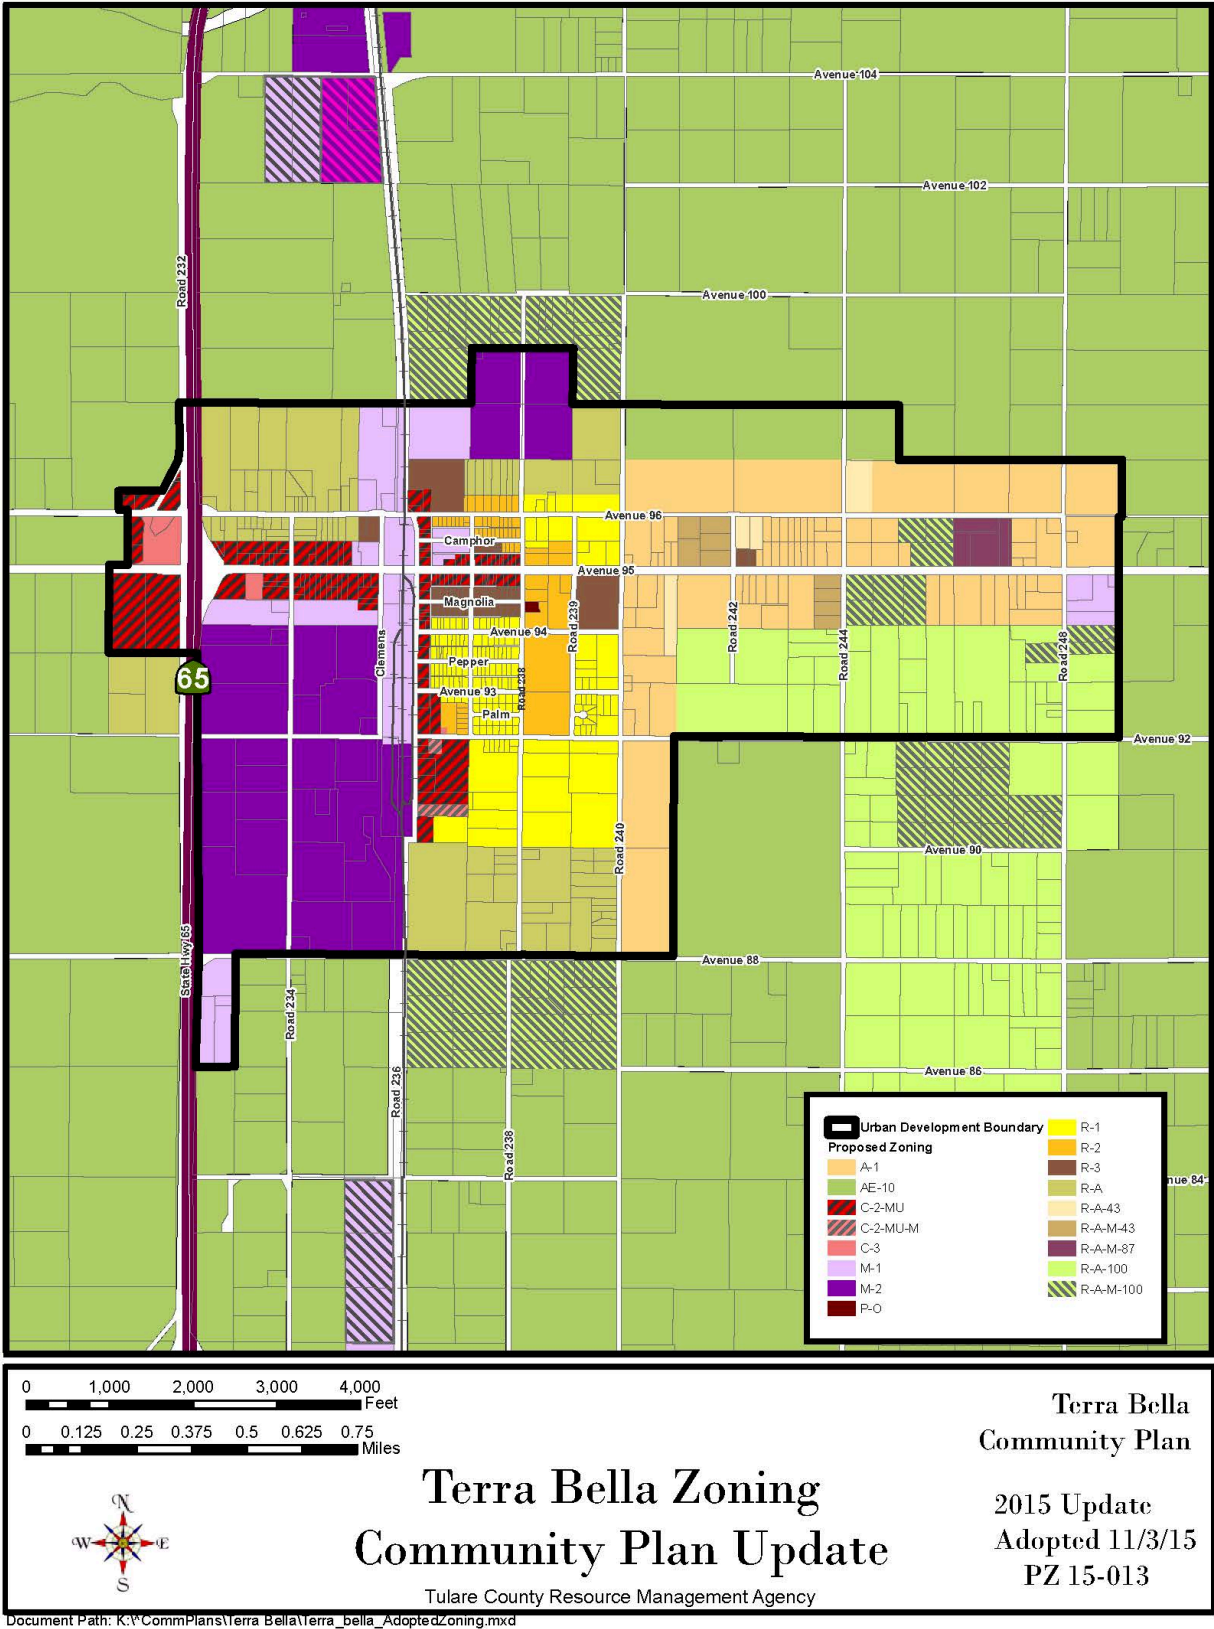 Avenue 104
Avenue 102
Road 232
Avenue 100
Avenue 96
Camphor
Avenue 95
Magnolia
Road 239
Avenue 94
Road 242
Clemens
Road 244
Road 248
Pepper
65
Avenue 93
Road 238
Palm
Avenue 92
Road 240
Avenue 90
State Hwy 65
Avenue 88
Road 234
Road 236
Avenue 86
Road 238
nue 84
Urban Development Boundary
Proposed Zoning
A-1
AE-10
C-2-MU
C-2-MU-M
C-3
M-1
M-2
P-O
R-1
R-2
R-3
R-A
R-A-43
R-A-M-43
R-A-M-87
R-A-100
R-A-M-100
0 1,000 2,000 3,000 4,000
Feet
0 0.125 0.25 0.375 0.5 0.625 0.75
Miles
N
W E
S
Terra Bella Zoning
Community Plan Update
Tulare County Resource Management Agency
Terra Bella
Community Plan
2015 Update
Adopted 11/3/15
PZ 15-013
Document Path: K:\^CommPlans\Terra Bella\Terra_bella_AdoptedZoning.mxd